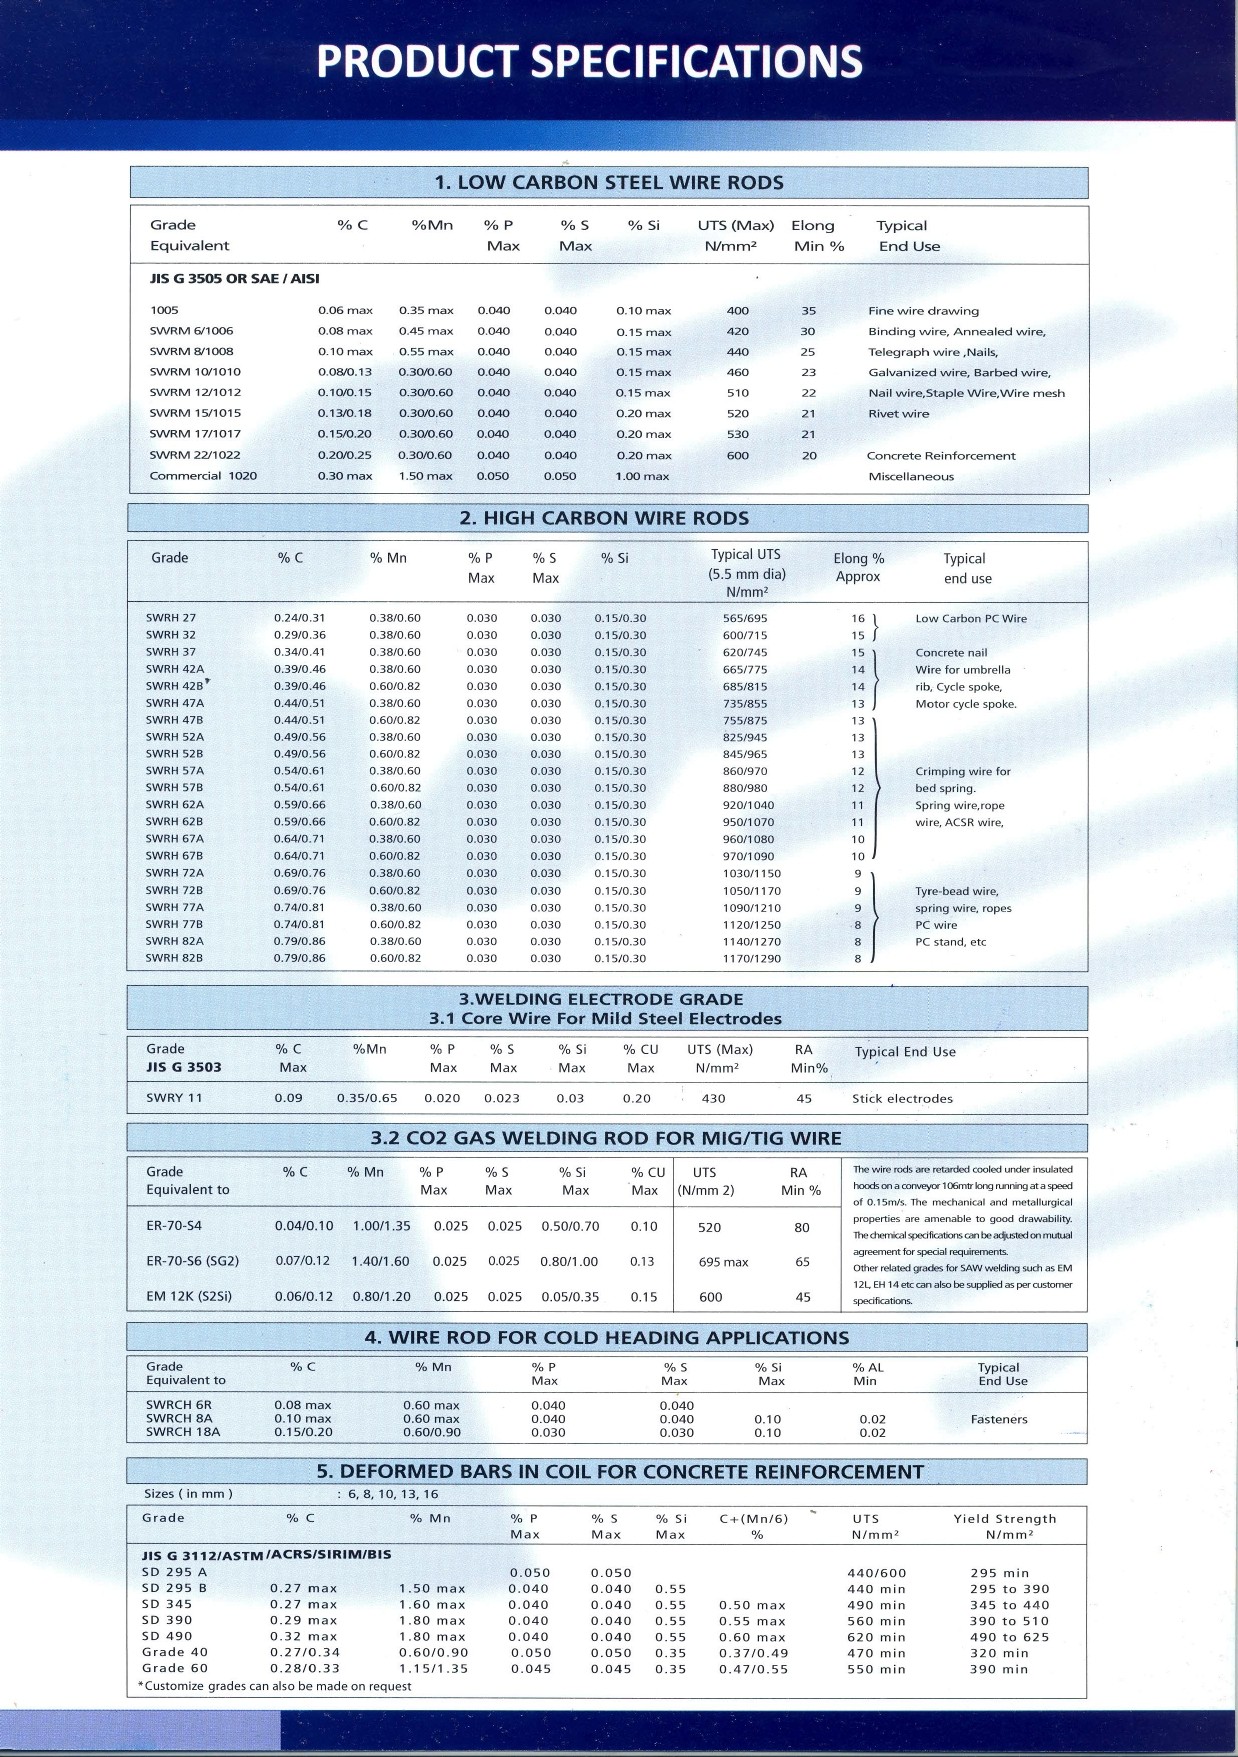 PRODUCT SPECIFICATIONS
1. LOW CARBON STEEL WIRE RODS
Grade % C %Mn % P % S % Si UTS (Max) Elong Typical
Equivalent Max Max N/mm² Min % End Use
JIS G 3505 OR SAE / AISI
1005 0.06 max 0.35 max 0.040 0.040 0.10 max 400 35 Fine wire drawing
SWRM 6/1006 0.08 max 0.45 max 0.040 0.040 0.15 max 420 30 Binding wire, Annealed wire,
SWRM 8/1008 0.10 max 0.55 max 0.040 0.040 0.15 max 440 25 Telegraph wire ,Nails,
SWRM 10/1010 0.08/0.13 0.30/0.60 0.040 0.040 0.15 max 460 23 Galvanized wire, Barbed wire,
SWRM 12/1012 0.10/0.15 0.30/0.60 0.040 0.040 0.15 max 510 22 Nail wire,Staple Wire,Wire mesh
SWRM 15/1015 0.13/0.18 0.30/0.60 0.040 0.040 0.20 max 520 21 Rivet wire
SWRM 17/1017 0.15/0.20 0.30/0.60 0.040 0.040 0.20 max 530 21
SWRM 22/1022 0.20/0.25 0.30/0.60 0.040 0.040 0.20 max 600 20 Concrete Reinforcement
Commercial 1020 0.30 max 1.50 max 0.050 0.050 1.00 max Miscellaneous
2. HIGH CARBON WIRE RODS
Grade % C % Mn % P % S % Si Typical UTS Elong % Typical
Max Max (5.5 mm dia) Approx end use
N/mm²
SWRH 27 0.24/0.31 0.38/0.60 0.030 0.030 0.15/0.30 565/695 16 Low Carbon PC Wire
SWRH 32 0.29/0.36 0.38/0.60 0.030 0.030 0.15/0.30 600/715 15
SWRH 37 0.34/0.41 0.38/0.60 0.030 0.030 0.15/0.30 620/745 15 Concrete nail
SWRH 42A 0.39/0.46 0.38/0.60 0.030 0.030 0.15/0.30 665/775 14 Wire for umbrella
SWRH 42B 0.39/0.46 0.60/0.82 0.030 0.030 0.15/0.30 685/815 14 rib, Cycle spoke,
SWRH 47A 0.44/0.51 0.38/0.60 0.030 0.030 0.15/0.30 735/855 13 Motor cycle spoke.
SWRH 47B 0.44/0.51 0.60/0.82 0.030 0.030 0.15/0.30 755/875 13
SWRH 52A 0.49/0.56 0.38/0.60 0.030 0.030 0.15/0.30 825/945 13
SWRH 52B 0.49/0.56 0.60/0.82 0.030 0.030 0.15/0.30 845/965 13
SWRH 57A 0.54/0.61 0.38/0.60 0.030 0.030 0.15/0.30 860/970 12 Crimping wire for
SWRH 57B 0.54/0.61 0.60/0.82 0.030 0.030 0.15/0.30 880/980 12 bed spring.
SWRH 62A 0.59/0.66 0.38/0.60 0.030 0.030 0.15/0.30 920/1040 11 Spring wire,rope
SWRH 62B 0.59/0.66 0.60/0.82 0.030 0.030 0.15/0.30 950/1070 11 wire, ACSR wire,
SWRH 67A 0.64/0.71 0.38/0.60 0.030 0.030 0.15/0.30 960/1080 10
SWRH 67B 0.64/0.71 0.60/0.82 0.030 0.030 0.15/0.30 970/1090 10
SWRH 72A 0.69/0.76 0.38/0.60 0.030 0.030 0.15/0.30 1030/1150 9
SWRH 72B 0.69/0.76 0.60/0.82 0.030 0.030 0.15/0.30 1050/1170 9 Tyre-bead wire,
SWRH 77A 0.74/0.81 0.38/0.60 0.030 0.030 0.15/0.30 1090/1210 9 spring wire, ropes
SWRH 77B 0.74/0.81 0.60/0.82 0.030 0.030 0.15/0.30 1120/1250 8 PC wire
SWRH 82A 0.79/0.86 0.38/0.60 0.030 0.030 0.15/0.30 1140/1270 8 PC stand, etc
SWRH 82B 0.79/0.86 0.60/0.82 0.030 0.030 0.15/0.30 1170/1290 8
3.WELDING ELECTRODE GRADE
3.1 Core Wire For Mild Steel Electrodes
Grade % C %Mn % P % S % Si % CU UTS (Max) RA Typical End Use
JIS G 3503 Max Max Max Max Max N/mm² Min%
SWRY 11 0.09 0.35/0.65 0.020 0.023 0.03 0.20 430 45 Stick electrodes
3.2 CO2 GAS WELDING ROD FOR MIG/TIG WIRE
Grade % C % Mn % P % S % Si % CU UTS RA
Equivalent to Max Max Max Max (N/mm 2) Min %
ER-70-S4 0.04/0.10 1.00/1.35 0.025 0.025 0.50/0.70 0.10 520 80
ER-70-S6 (SG2) 0.07/0.12 1.40/1.60 0.025 0.025 0.80/1.00 0.13 695 max 65
EM 12K (S2Si) 0.06/0.12 0.80/1.20 0.025 0.025 0.05/0.35 0.15 600 45
The wire rods are retarded cooled under insulated
hoods on a conveyor 106mtr long running at a speed
of 0.15m/s. The mechanical and metallurgical
properties are amenable to good drawability.
The chemical specifications can be adjusted on mutual
agreement for special requirements.
Other related grades for SAW welding such as EM
12L, EH 14 etc can also be supplied as per customer
specifications.
4. WIRE ROD FOR COLD HEADING APPLICATIONS
Grade % C % Mn % P % S % Si % AL Typical
Equivalent to Max Max Max Min End Use
SWRCH 6R 0.08 max 0.60 max 0.040 0.040
SWRCH 8A 0.10 max 0.60 max 0.040 0.040 0.10 0.02 Fasteners
SWRCH 18A 0.15/0.20 0.60/0.90 0.030 0.030 0.10 0.02
5. DEFORMED BARS IN COIL FOR CONCRETE REINFORCEMENT
Sizes ( in mm ) : 6, 8, 10, 13, 16
Grade % C % Mn % P % S % Si C+(Mn/6) UTS Yield Strength
Max Max Max % N/mm² N/mm²
JIS G 3112/ASTM/ACRS/SIRIM/BIS
SD 295 A 0.050 0.050 440/600 295 min
SD 295 B 0.27 max 1.50 max 0.040 0.040 0.55 440 min 295 to 390
SD 345 0.27 max 1.60 max 0.040 0.040 0.55 0.50 max 490 min 345 to 440
SD 390 0.29 max 1.80 max 0.040 0.040 0.55 0.55 max 560 min 390 to 510
SD 490 0.32 max 1.80 max 0.040 0.040 0.55 0.60 max 620 min 490 to 625
Grade 40 0.27/0.34 0.60/0.90 0.050 0.050 0.35 0.37/0.49 470 min 320 min
Grade 60 0.28/0.33 1.15/1.35 0.045 0.045 0.35 0.47/0.55 550 min 390 min
*Customize grades can also be made on request